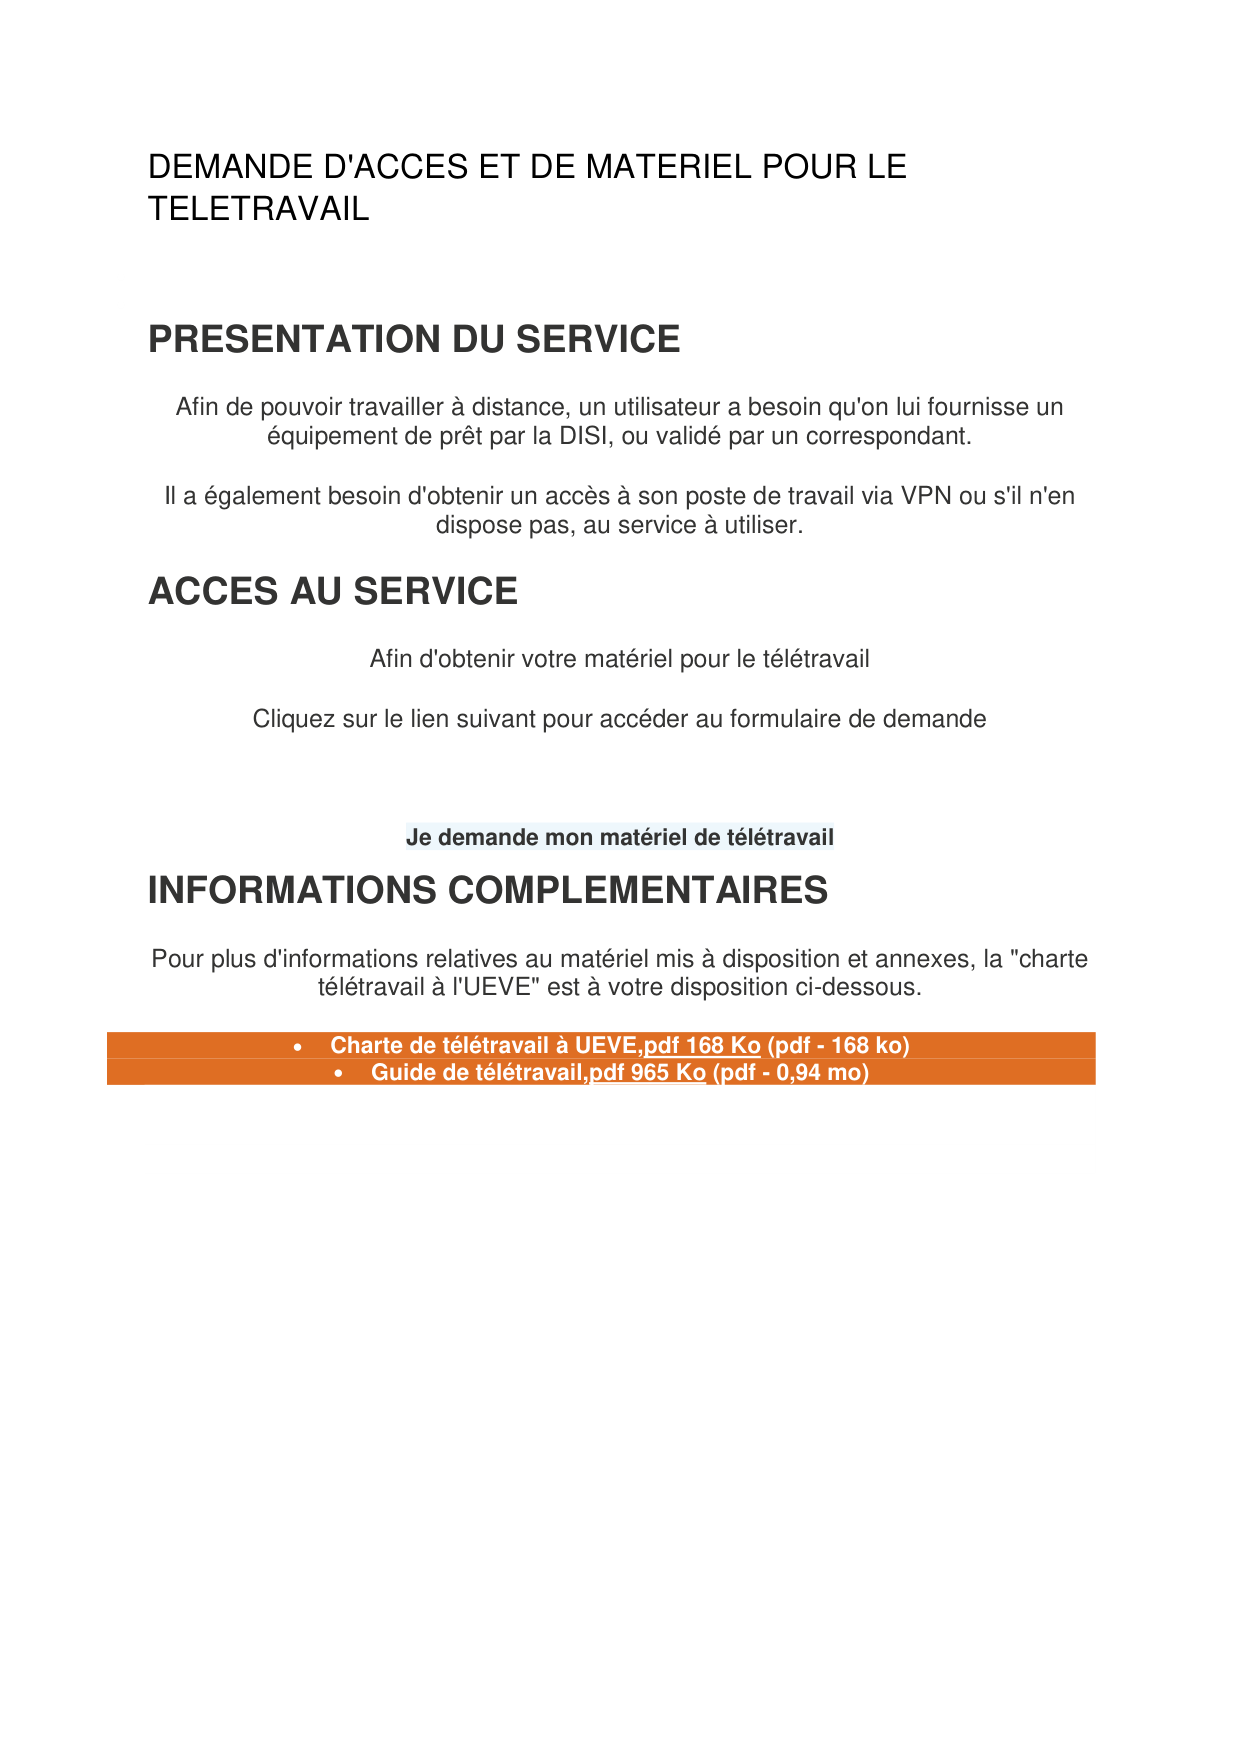 DEMANDE D'ACCES ET DE MATERIEL POUR LE
TELETRAVAIL
PRESENTATION DU SERVICE
Afin de pouvoir travailler à distance, un utilisateur a besoin qu'on lui fournisse un
équipement de prêt par la DISI, ou validé par un correspondant.
Il a également besoin d'obtenir un accès à son poste de travail via VPN ou s'il n'en
dispose pas, au service à utiliser.
ACCES AU SERVICE
Afin d'obtenir votre matériel pour le télétravail
Cliquez sur le lien suivant pour accéder au formulaire de demande
Je demande mon matériel de télétravail
INFORMATIONS COMPLEMENTAIRES
Pour plus d'informations relatives au matériel mis à disposition et annexes, la "charte
télétravail à l'UEVE" est à votre disposition ci-dessous.
• Charte de télétravail à UEVE,pdf 168 Ko (pdf - 168 ko)
• Guide de télétravail,pdf 965 Ko (pdf - 0,94 mo)